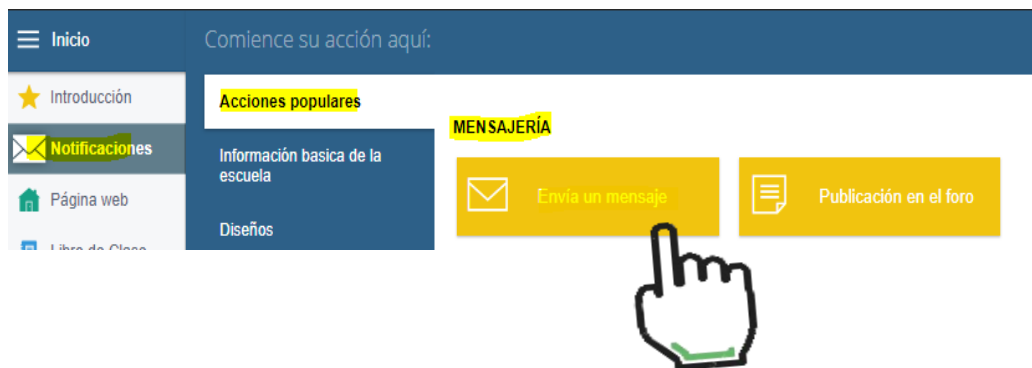 Inicio
Comience su acción aquí:
Introducción
Acciones populares
MENSAJERÍA
Notificaciones
Información basica de la
escuela
Envía un mensaje
Publicación en el foro
Página web
Diseños